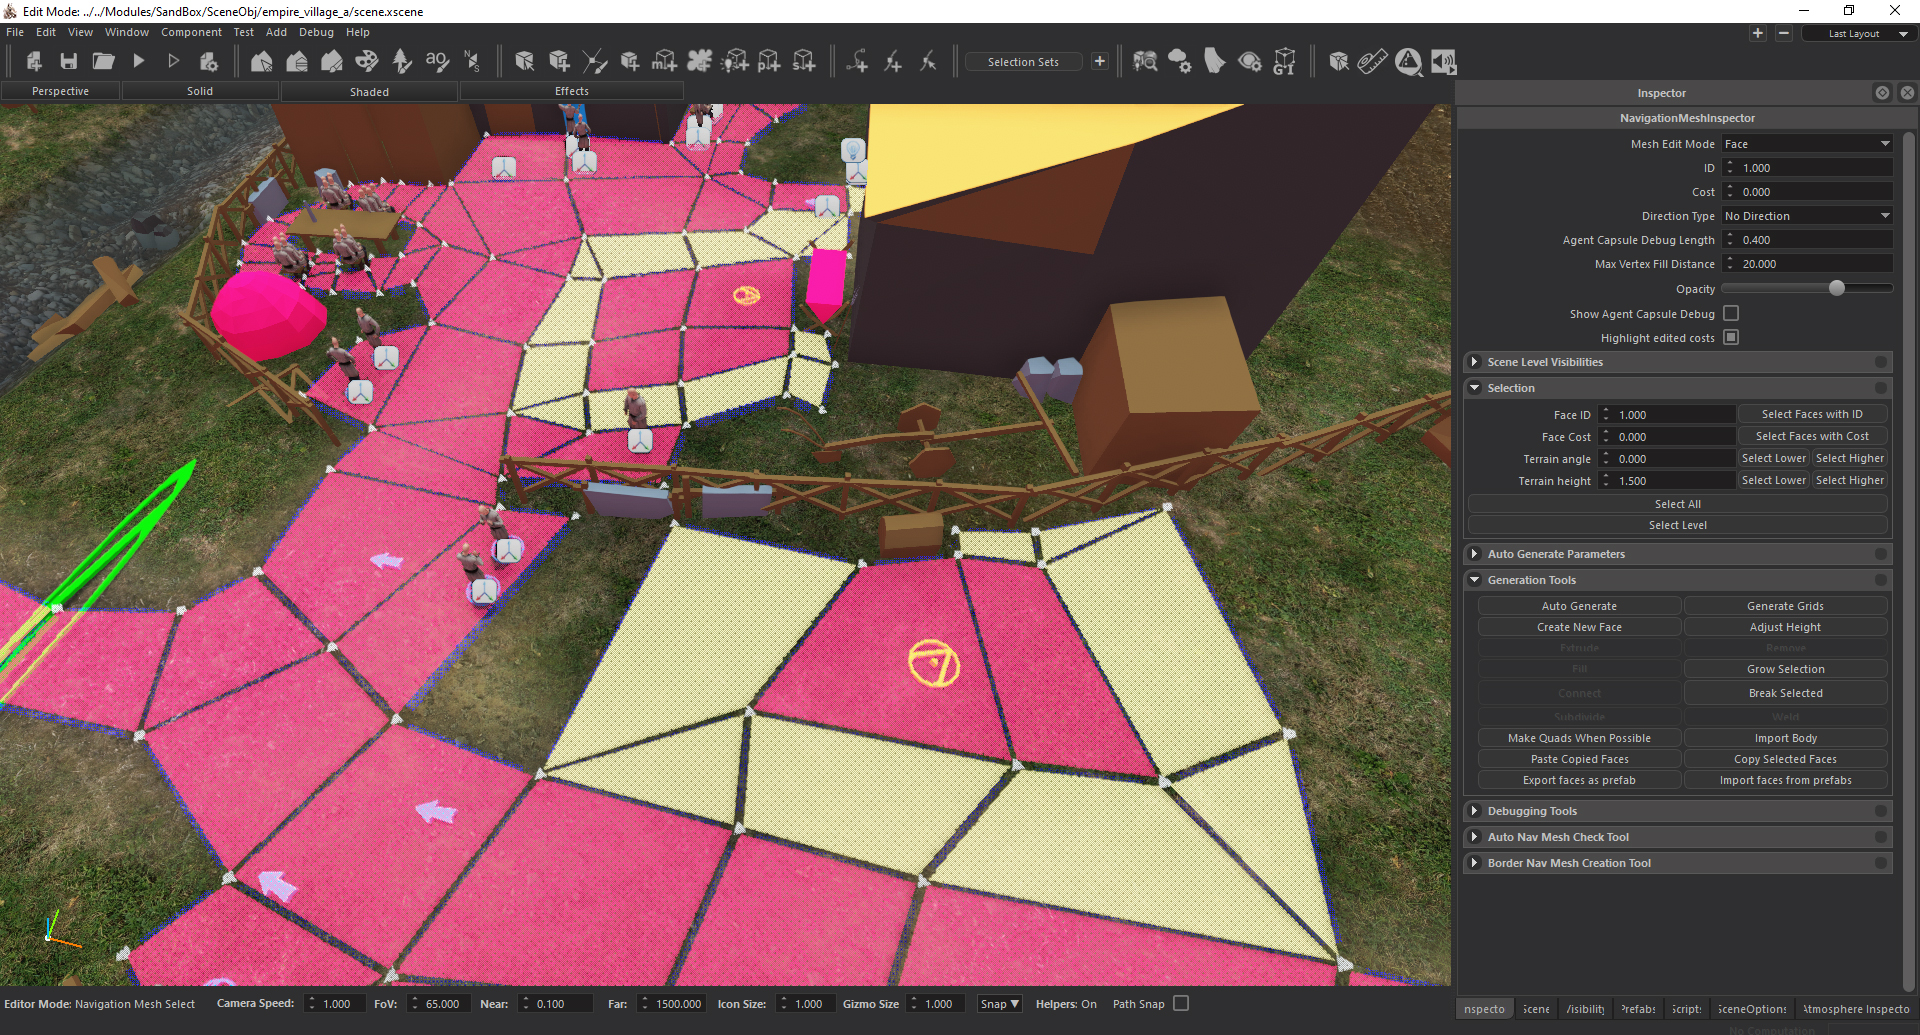 Edit Mode: ../../Modules/SandBox/SceneObj/empire_village_a/scene.xscene
File Edit View Window Component Test Add Debug Help
Last Layout
Selection Sets
Perspective Solid Shaded Effects
Inspector
NavigationMeshInspector
Mesh Edit Mode Face
ID 1.000
Cost 0.000
Direction Type No Direction
Agent Capsule Debug Length 0.400
Max Vertex Fill Distance 20.000
Opacity
Show Agent Capsule Debug
Highlight edited costs
Scene Level Visibilities
Selection
Face ID 1.000 Select Faces with ID
Face Cost 0.000 Select Faces with Cost
Terrain angle 0.000 Select Lower Select Higher
Terrain height 1.500 Select Lower Select Higher
Select All
Select Level
Auto Generate Parameters
Generation Tools
Auto Generate Generate Grids
Create New Face Adjust Height
Extrude Remove
Fill Grow Selection
Connect Break Selected
Subdivide Weld
Make Quads When Possible Import Body
Paste Copied Faces Copy Selected Faces
Export faces as prefab Import faces from prefabs
Debugging Tools
Auto Nav Mesh Check Tool
Border Nav Mesh Creation Tool
Editor Mode: Navigation Mesh Select Camera Speed: 1.000 FoV: 65.000 Near: 0.100 Far: 1500.000 Icon Size: 1.000 Gizmo Size 1.000 Snap▼ Helpers: On Path Snap
nspecto Scene /isibility Prefabs Scripts SceneOptions Atmosphere Inspecto
No Computation